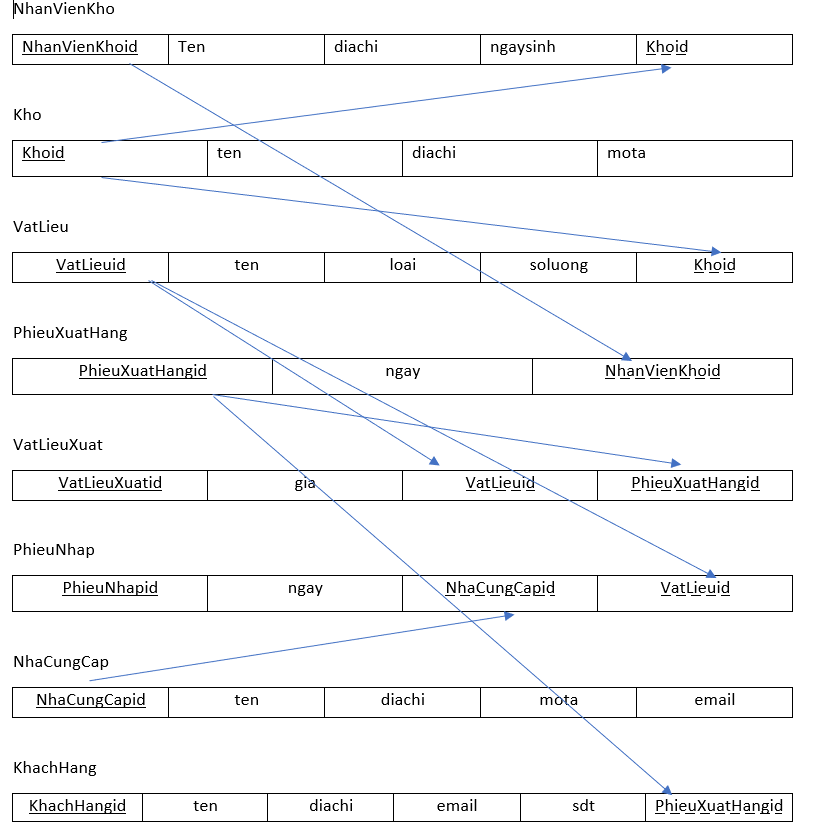 NhanVienKho
NhanVienKhoid Ten diachi ngaysinh Khoid
Kho
Khoid ten diachi mota
VatLieu
VatLieuid ten loai soluong Khoid
PhieuXuatHang
PhieuXuatHangid ngay NhanVienKhoid
VatLieuXuat
VatLieuXuatid gia VatLieuid PhieuXuatHangid
PhieuNhap
PhieuNhapid ngay NhaCungCapid VatLieuid
NhaCungCap
NhaCungCapid ten diachi mota email
KhachHang
KhachHangid ten diachi email sdt PhieuXuatHangid